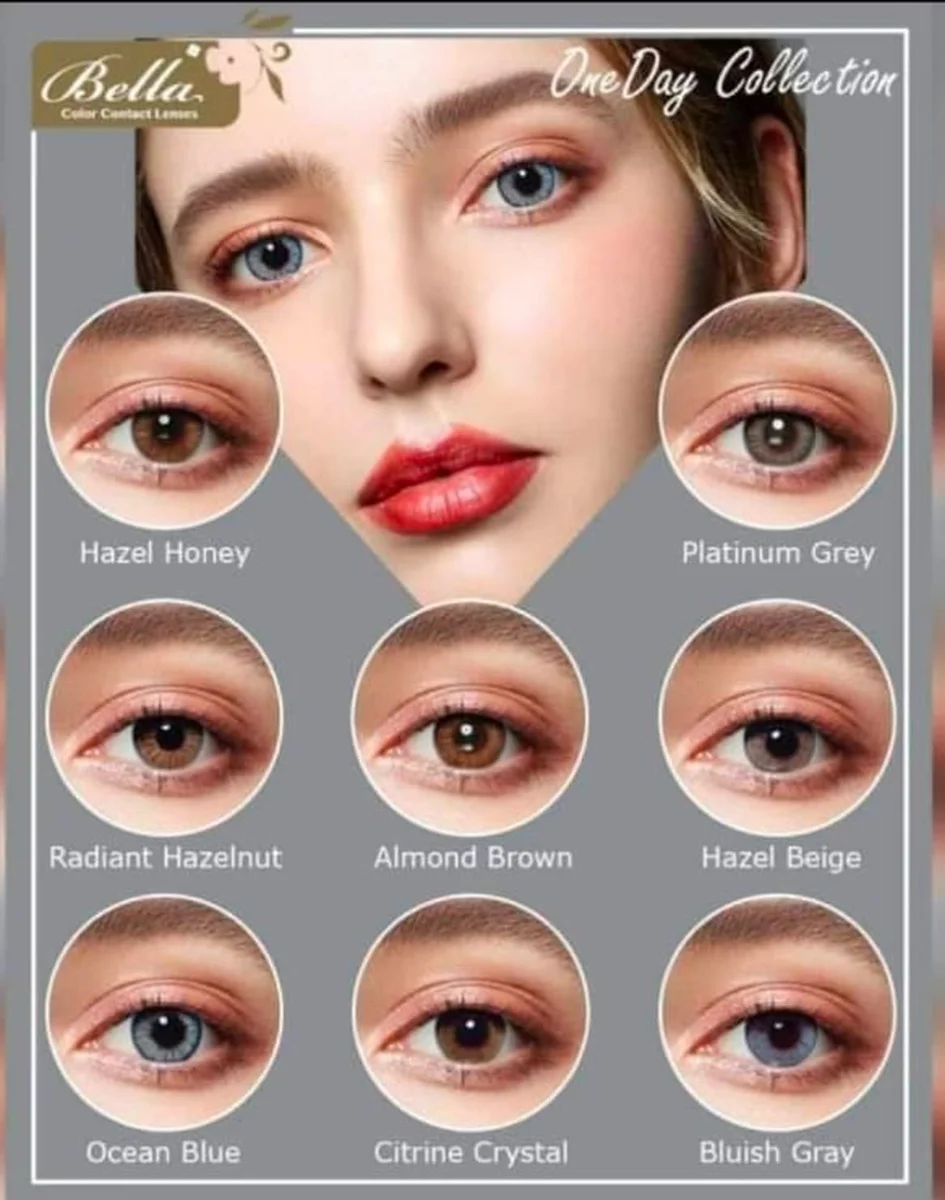 Bella
Color Contact Lenses
OneDay Collection
Hazel Honey
Platinum Grey
Radiant Hazelnut
Almond Brown
Hazel Beige
Ocean Blue
Citrine Crystal
Bluish Gray